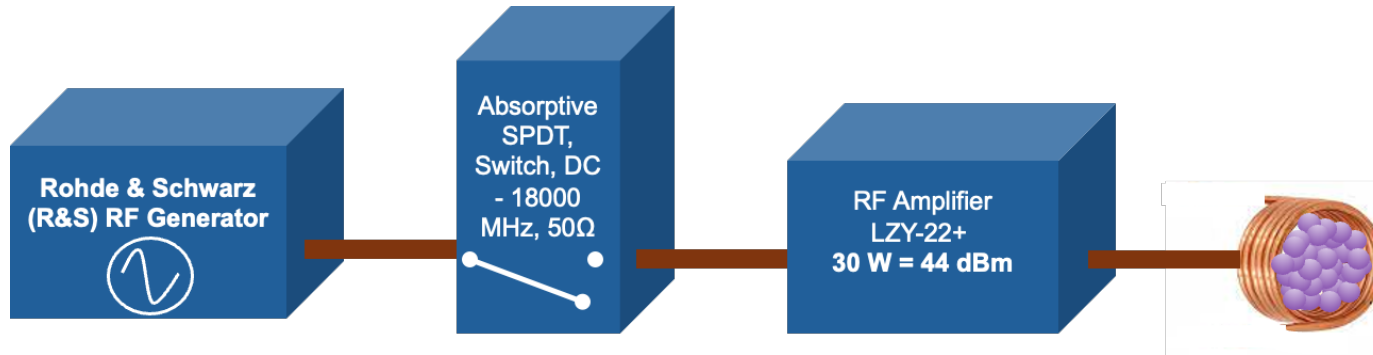 Rohde & Schwarz
(R&S) RF Generator
Absorptive
SPDT,
Switch, DC
- 18000
MHz, 50Ω
RF Amplifier
LZY-22+
30 W = 44 dBm